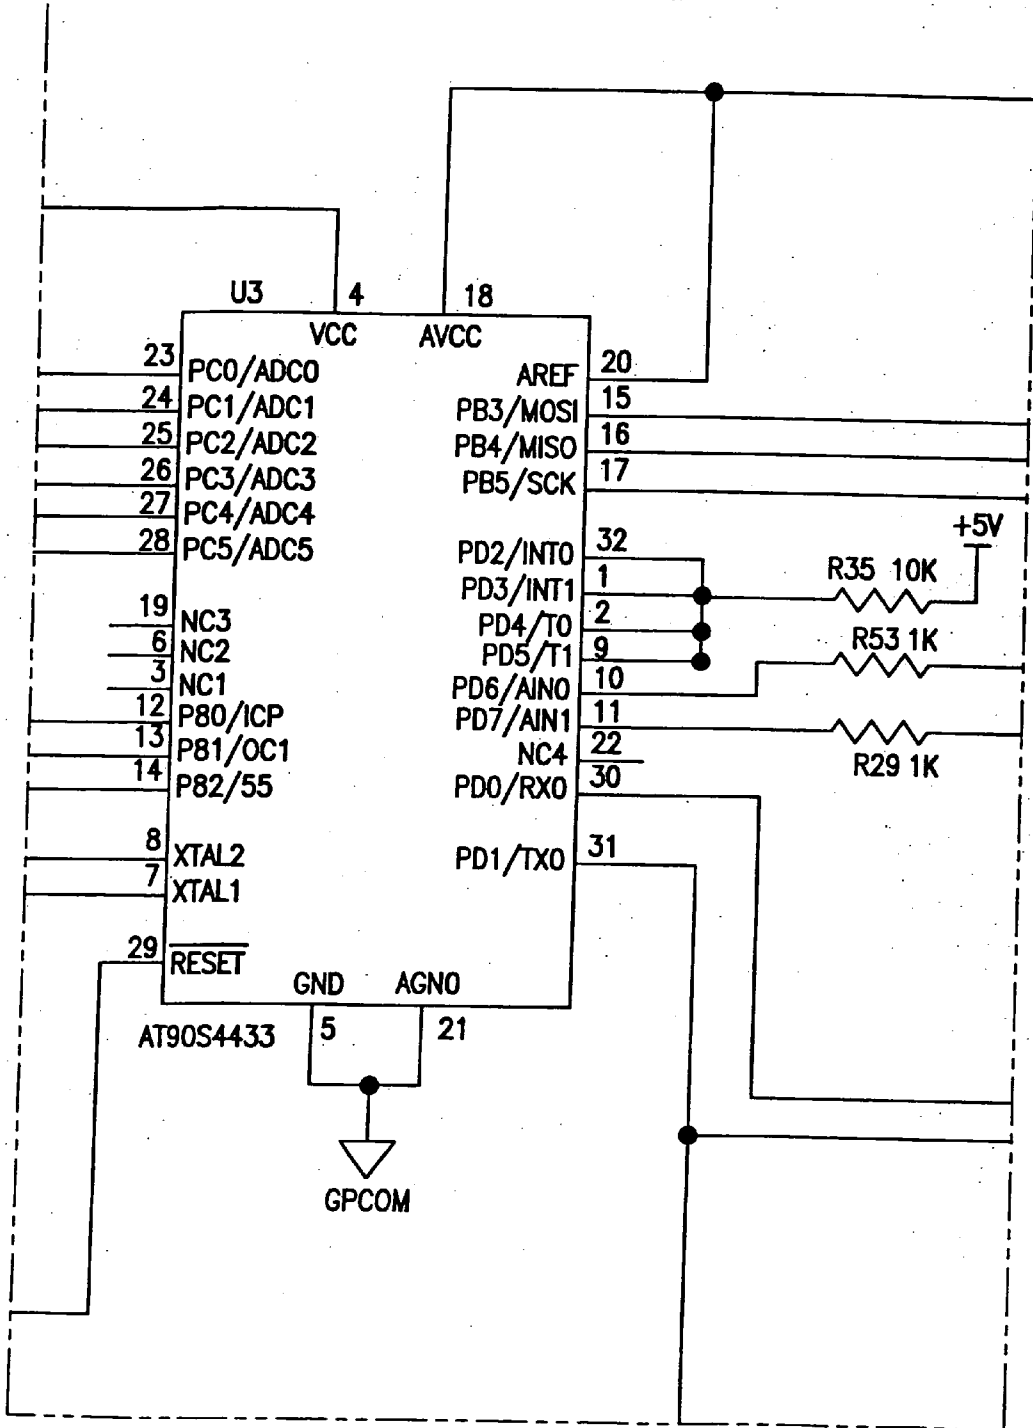 U3
4
18
VCC
AVCC
23 PC0/ADC0
24 PC1/ADC1
25 PC2/ADC2
26 PC3/ADC3
27 PC4/ADC4
28 PC5/ADC5
19 NC3
6 NC2
3 NC1
12 P80/ICP
13 P81/OC1
14 P82/55
8 XTAL2
7 XTAL1
29 RESET
AREF 20
PB3/MOSI 15
PB4/MISO 16
PB5/SCK 17
PD2/INT0 32
PD3/INT1 1
PD4/T0 2
PD5/T1 9
PD6/AIN0 10
PD7/AIN1 11
NC4 22
PD0/RX0 30
PD1/TX0 31
+5V
R35 10K
R53 1K
R29 1K
GND
AGN0
AT90S4433
5
21
GPCOM